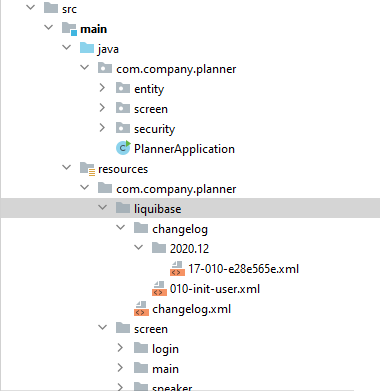 src
main
java
com.company.planner
entity
screen
security
PlannerApplication
resources
com.company.planner
liquibase
changelog
2020.12
17-010-e28e565e.xml
010-init-user.xml
changelog.xml
screen
login
main
speaker